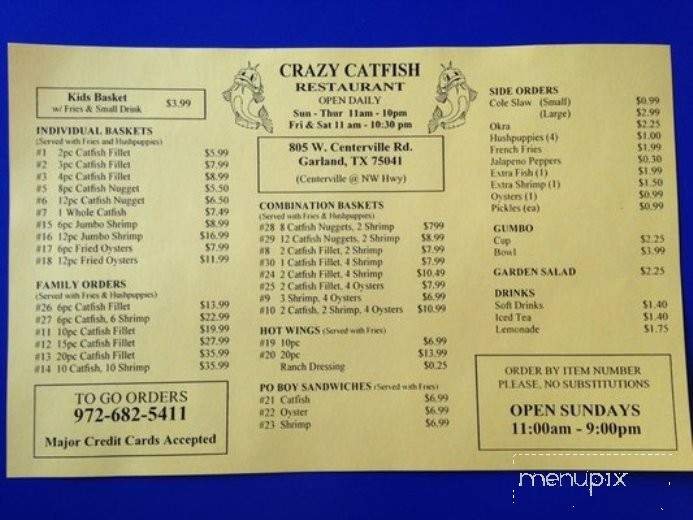 Kids Basket
w/ Fries & Small Drink $3.99
INDIVIDUAL BASKETS
(Served with Fries and Hushpuppies)
#1 2pc Catfish Fillet $5.99
#2 3pc Catfish Fillet $7.99
#3 4pc Catfish Fillet $8.99
#5 8pc Catfish Nugget $5.50
#6 12pc Catfish Nugget $6.50
#7 1 Whole Catfish $7.49
#15 6pc Jumbo Shrimp $8.99
#16 12pc Jumbo Shrimp $16.99
#17 6pc Fried Oysters $7.99
#18 12pc Fried Oysters $11.99
FAMILY ORDERS
(Served with Fries & Hushpuppies)
#26 6pc Catfish Fillet $13.99
#27 6pc Catfish, 6 Shrimp $22.99
#11 10pc Catfish Fillet $19.99
#12 15pc Catfish Fillet $27.99
#13 20pc Catfish Fillet $35.99
#14 10 Catfish, 10 Shrimp $35.99
TO GO ORDERS
972-682-5411
Major Credit Cards Accepted
CRAZY CATFISH
RESTAURANT
OPEN DAILY
Sun - Thur 11am - 10pm
Fri & Sat 11 am - 10:30 pm
805 W. Centerville Rd.
Garland, TX 75041
(Centerville @ NW Hwy)
COMBINATION BASKETS
(Served with Fries & Hushpuppies)
#28 8 Catfish Nuggets, 2 Shrimp $799
#29 12 Catfish Nuggets, 2 Shrimp $8.99
#8 2 Catfish Fillet, 2 Shrimp $7.99
#30 1 Catfish Fillet, 4 Shrimp $7.99
#24 2 Catfish Fillet, 4 Shrimp $10.49
#25 2 Catfish Fillet, 4 Oysters $7.99
#9 3 Shrimp, 4 Oysters $6.99
#10 2 Catfish, 2 Shrimp, 2 Oysters $10.99
HOT WINGS (Served with Fries)
#19 10pc $6.99
#20 20pc $13.99
Ranch Dressing $0.25
PO BOY SANDWICHES (Served with Fries)
#21 Catfish $6.99
#22 Oyster $6.99
#23 Shrimp $6.99
SIDE ORDERS
Cole Slaw (Small) $0.99
(Large) $2.99
Okra $2.25
Hushpuppies (4) $1.00
French Fries $1.99
Jalapeno Peppers $0.30
Extra Fish (1) $1.99
Extra Shrimp (1) $1.50
Oysters (1) $0.99
Pickles (ea) $0.99
GUMBO
Cup $2.25
Bowl $3.99
GARDEN SALAD $2.25
DRINKS
Soft Drinks $1.40
Iced Tea $1.40
Lemonade $1.75
ORDER BY ITEM NUMBER
PLEASE, NO SUBSTITUTIONS
OPEN SUNDAYS
11:00am - 9:00pm
menupix